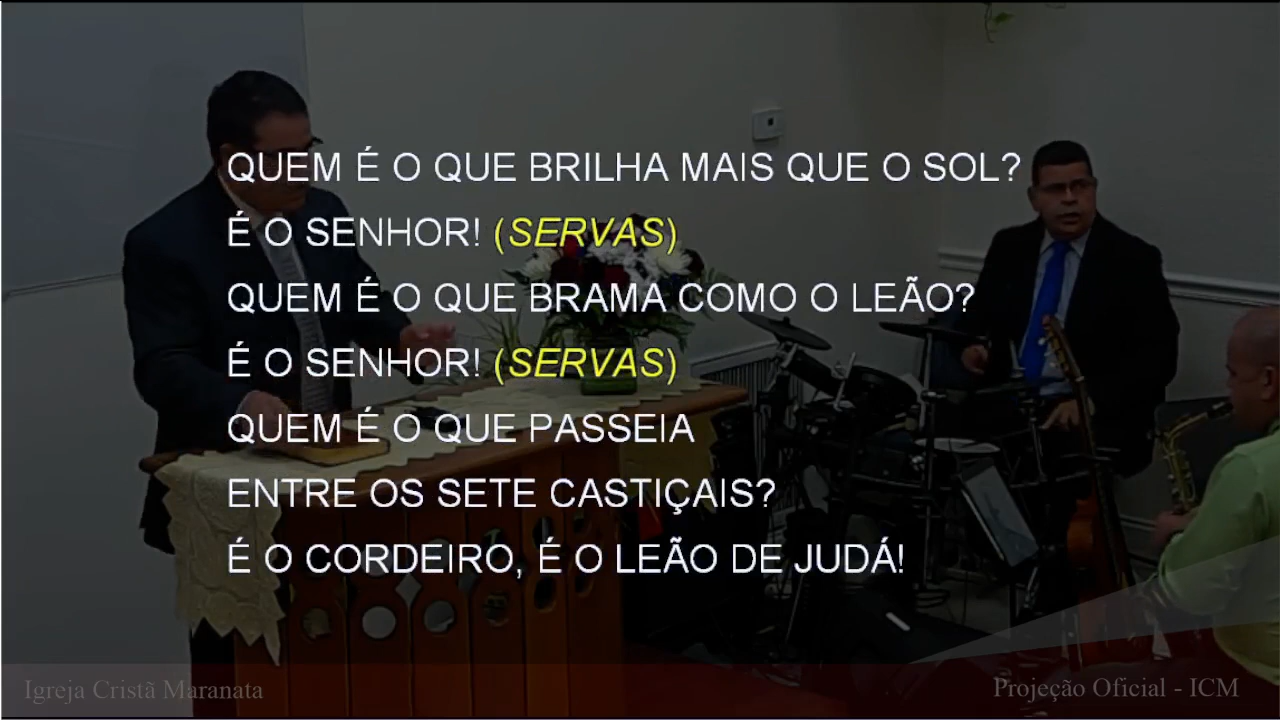 QUEM É O QUE BRILHA MAIS QUE O SOL?
É O SENHOR! (SERVAS)
QUEM É O QUE BRAMA COMO O LEÃO?
É O SENHOR! (SERVAS)
QUEM É O QUE PASSEIA
ENTRE OS SETE CASTIÇAIS?
É O CORDEIRO, É O LEÃO DE JUDÁ!
Igreja Cristã Maranata
Projeção Oficial - ICM